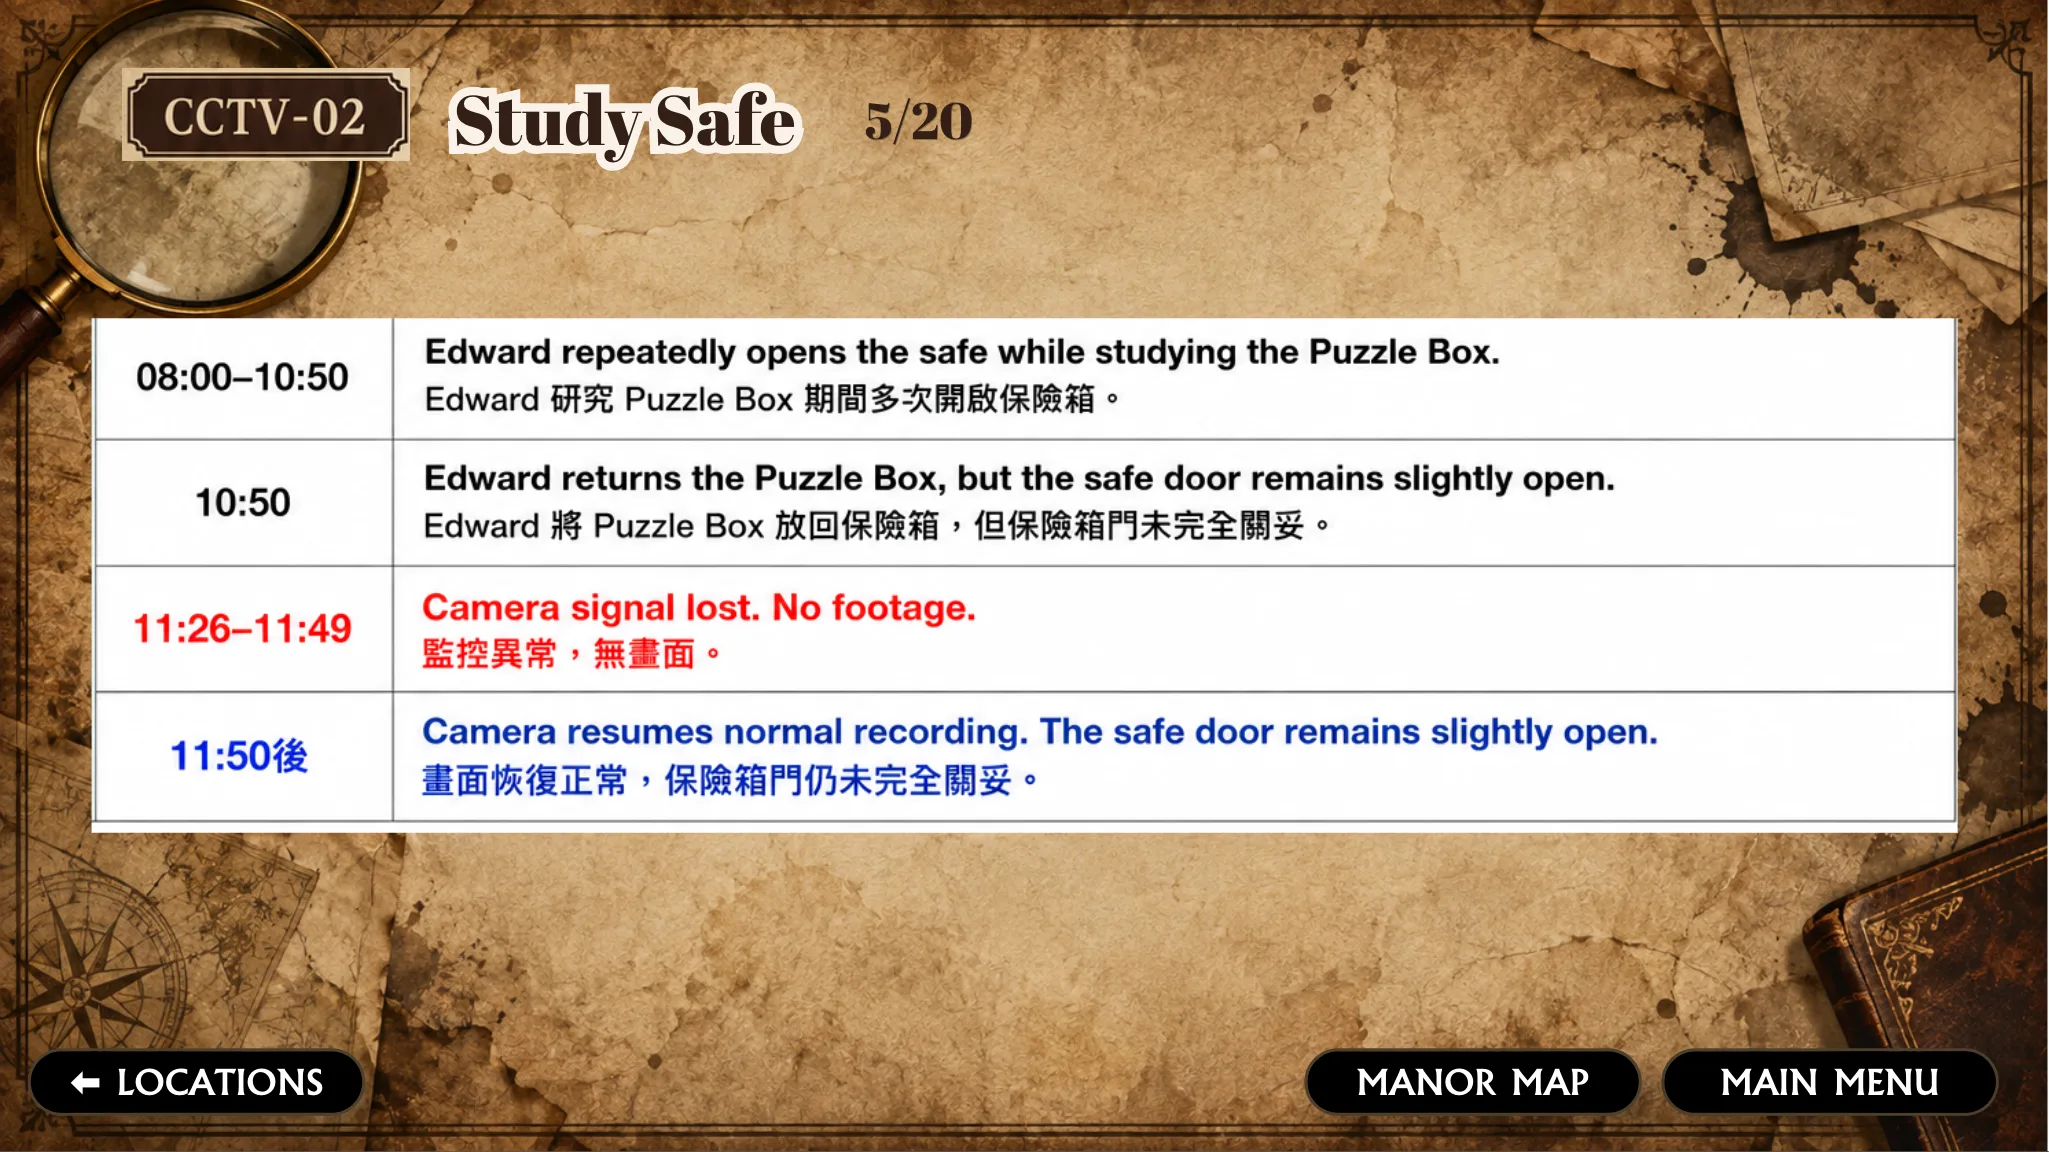 CCTV-02 Study Safe 5/20
08:00–10:50
Edward repeatedly opens the safe while studying the Puzzle Box.
Edward 研究 Puzzle Box 期間多次開啟保險箱。
10:50
Edward returns the Puzzle Box, but the safe door remains slightly open.
Edward 將 Puzzle Box 放回保險箱，但保險箱門未完全關妥。
11:26–11:49
Camera signal lost. No footage.
監控異常，無畫面。
11:50後
Camera resumes normal recording. The safe door remains slightly open.
畫面恢復正常，保險箱門仍未完全關妥。
← LOCATIONS
MANOR MAP
MAIN MENU